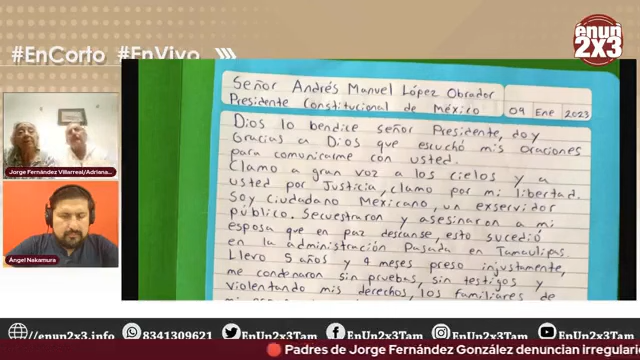 #EnCorto #EnVivo
énun
2x3
Señor Andrés Manuel López Obrador
Presidente Constitucional de México
09 Ene 2023
Dios lo bendice señor Presidente, doy
Gracias a Dios que escuchó mis oraciones
para comunicarme con usted.
Clamo a gran voz a los cielos y a
usted por Justicia, clamo por mi libertad.
Soy ciudadano Mexicano, un exservidor
público. Secuestraron y asesinaron a mi
esposa que en paz descanse, esto sucedió
en la administración Pasada en Tamaulipas.
Llevo 5 años y 9 meses preso injustamente,
me condenaron sin pruebas, sin testigos y
violentando mis derechos, los familiares de
Jorge Fernández Villarreal/Adriana
Ángel Nakamura
//enun2x3.info
8341309621
EnUn2x3Tam
EnUn2x3Tam
EnUn2x3Tam
Padres de Jorge Fernández González denuncian irregulari